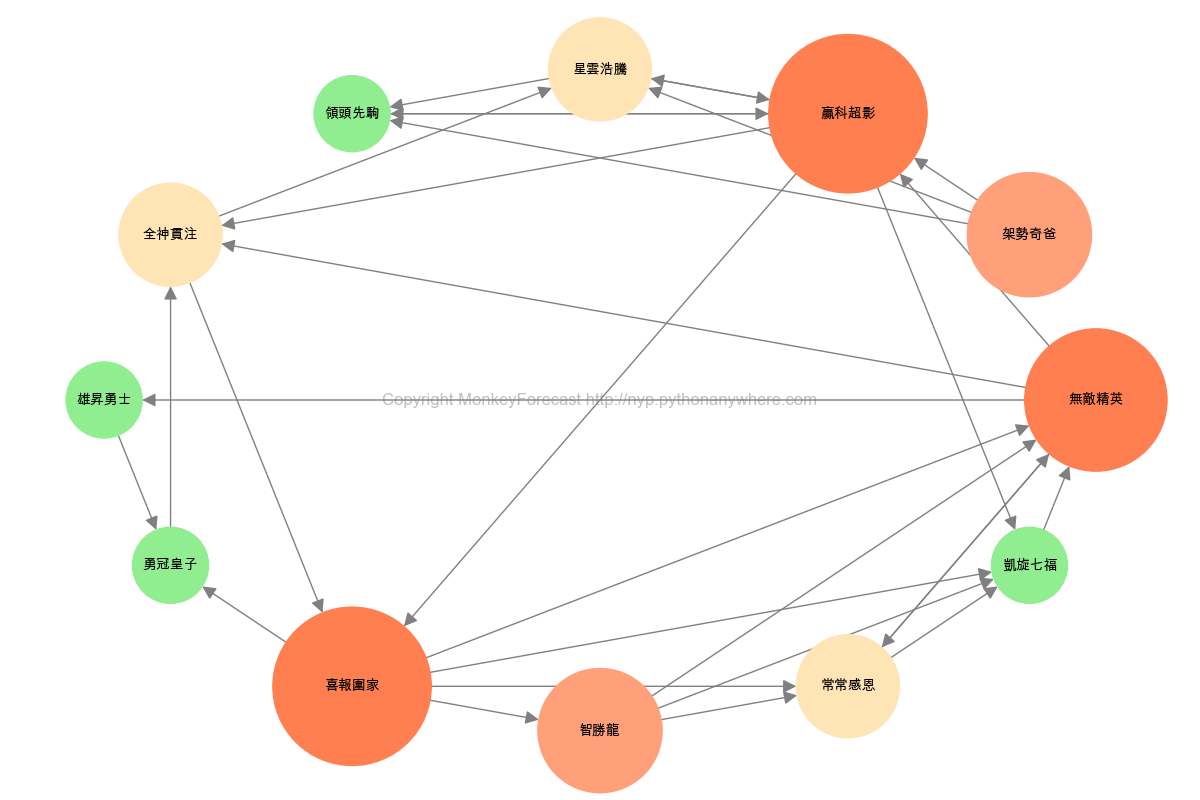 星雲浩騰
領頭先駒
贏科超影
全神貫注
架勢奇爸
雄昇勇士
Copyright MonkeyForecast http://nyp.pythonanywhere.com
無敵精英
勇冠皇子
凱旋七福
喜報圍家
常常感恩
智勝龍